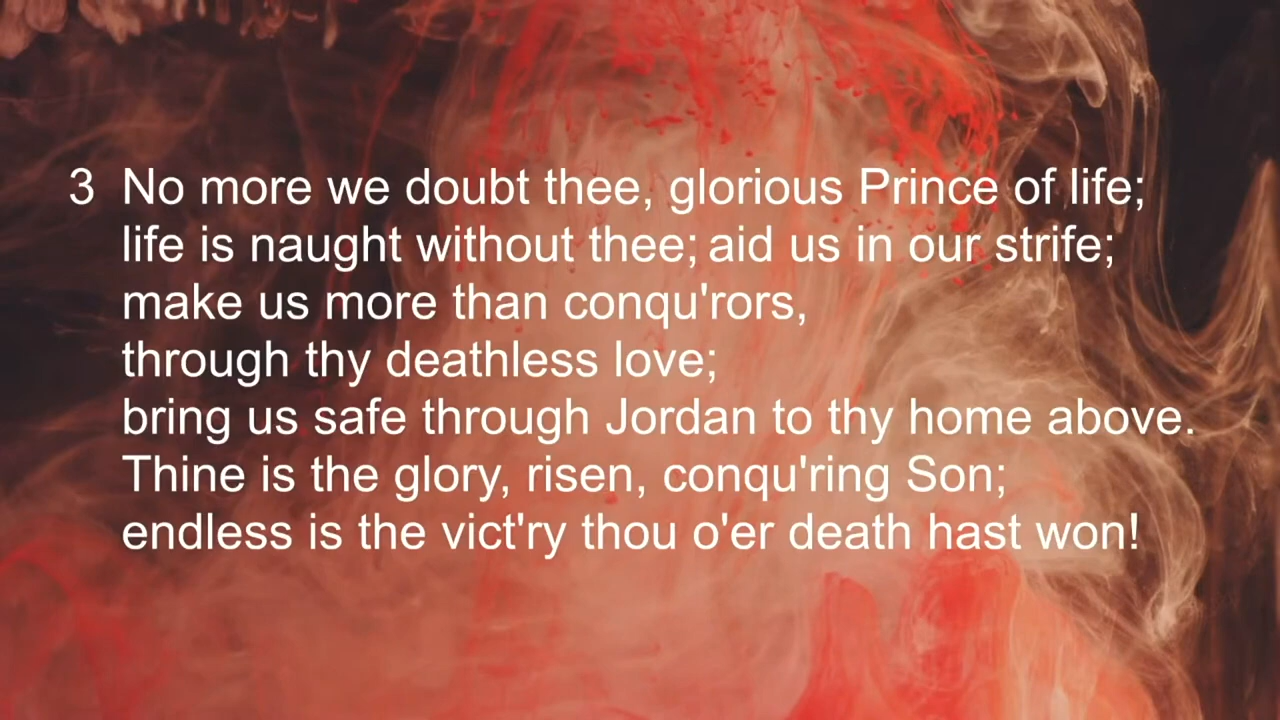 3 No more we doubt thee, glorious Prince of life;
life is naught without thee; aid us in our strife;
make us more than conqu'rors,
through thy deathless love;
bring us safe through Jordan to thy home above.
Thine is the glory, risen, conqu'ring Son;
endless is the vict'ry thou o'er death hast won!